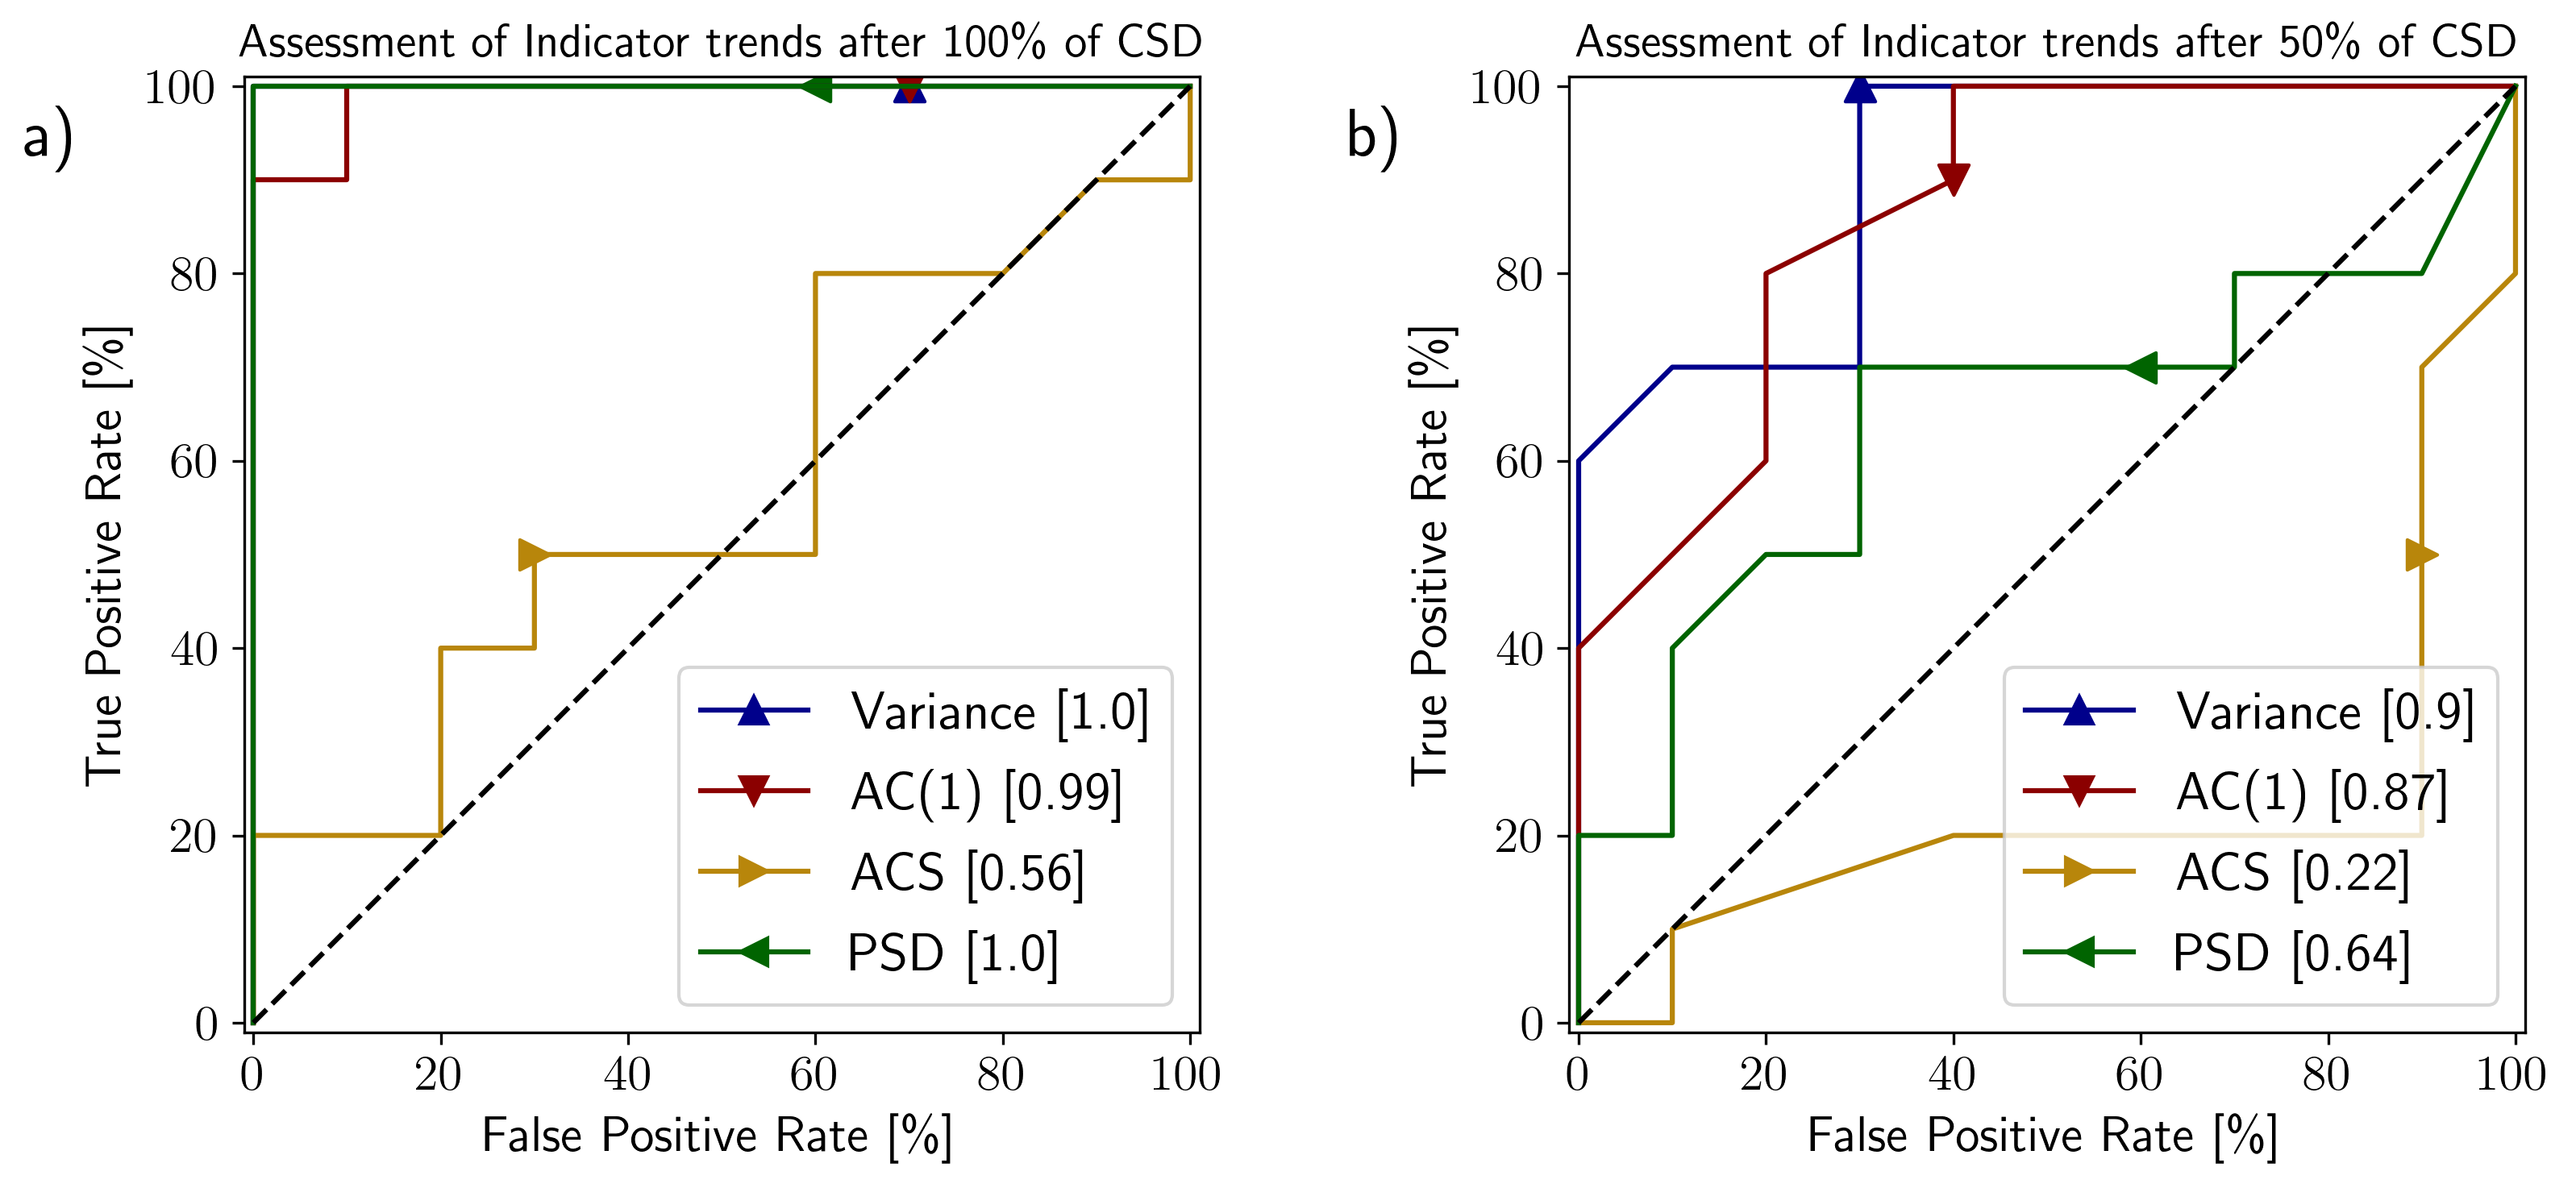 Assessment of Indicator trends after 100% of CSD
a)
True Positive Rate [%]
100
80
60
40
20
0
0 20 40 60 80 100
False Positive Rate [%]
Variance [1.0]
AC(1) [0.99]
ACS [0.56]
PSD [1.0]
Assessment of Indicator trends after 50% of CSD
b)
True Positive Rate [%]
100
80
60
40
20
0
0 20 40 60 80 100
False Positive Rate [%]
Variance [0.9]
AC(1) [0.87]
ACS [0.22]
PSD [0.64]